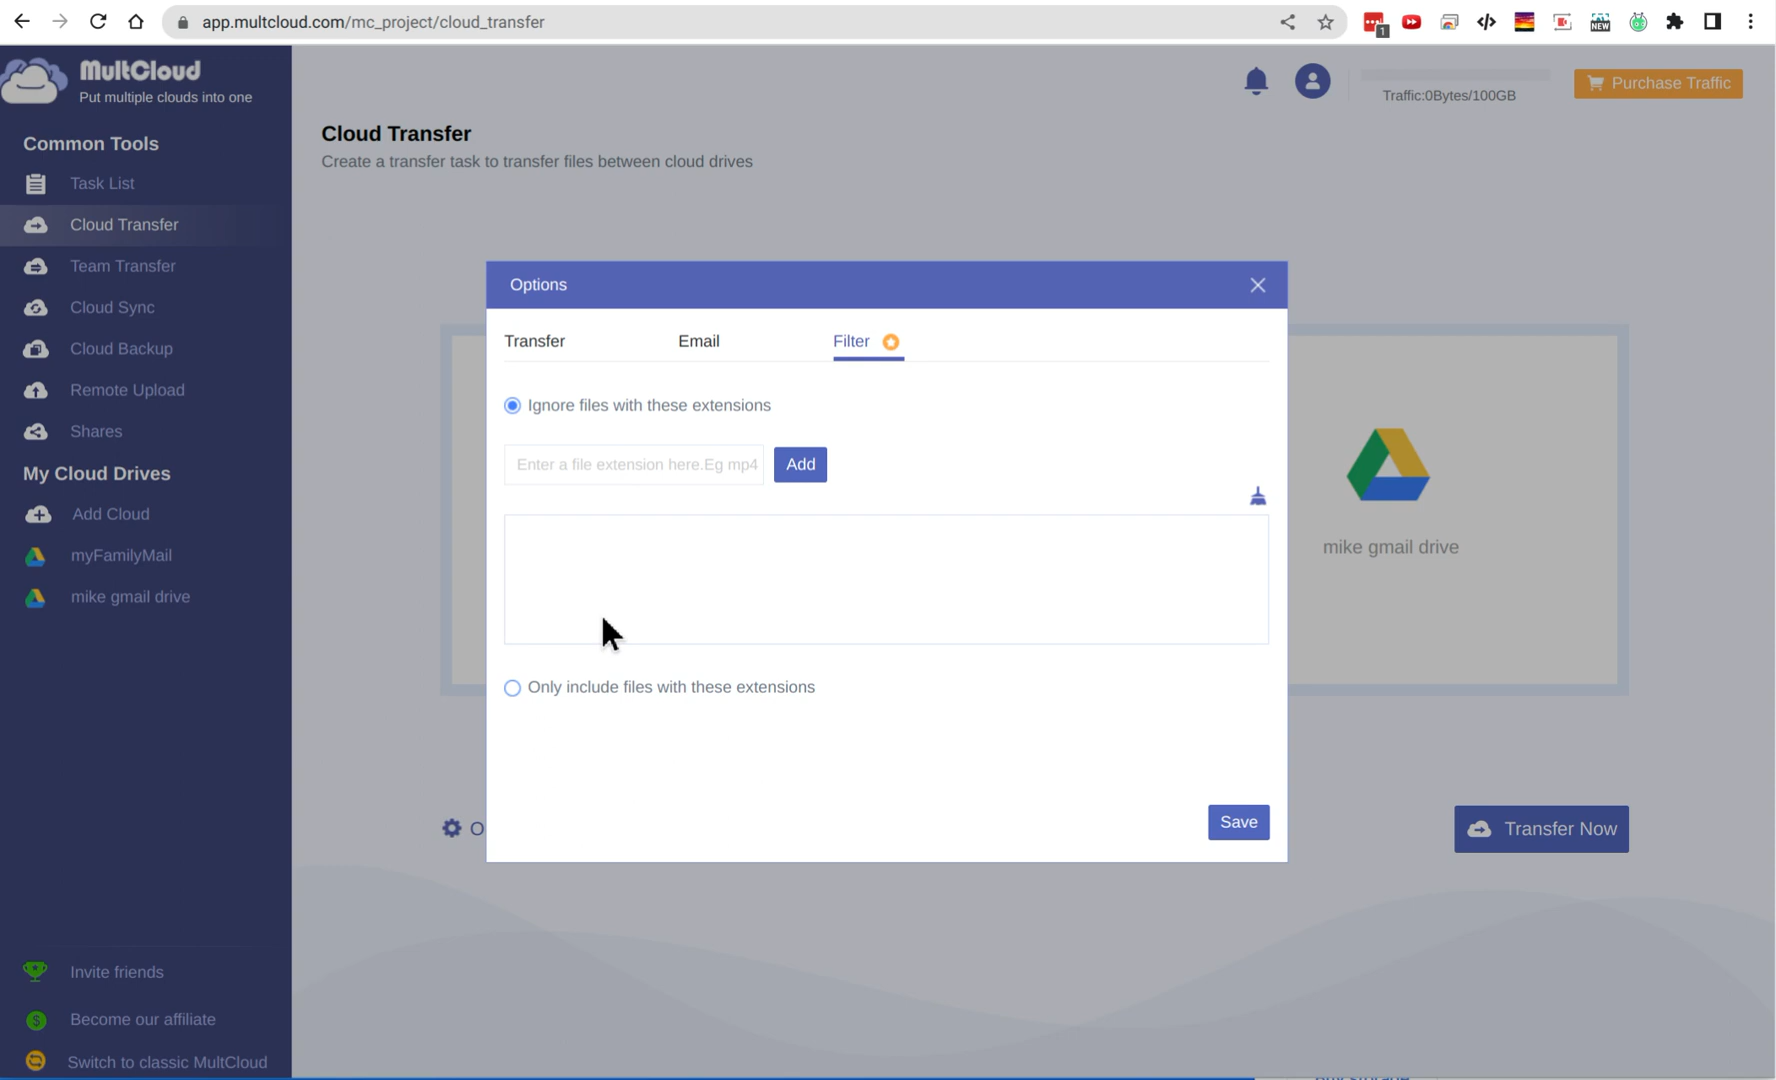 app.multcloud.com/mc_project/cloud_transfer
1
NEW
MultCloud
Put multiple clouds into one
Traffic:0Bytes/100GB
Purchase Traffic
Common Tools
Task List
Cloud Transfer
Team Transfer
Cloud Sync
Cloud Backup
Remote Upload
Shares
My Cloud Drives
Add Cloud
myFamilyMail
mike gmail drive
Invite friends
Become our affiliate
Switch to classic MultCloud
Cloud Transfer
Create a transfer task to transfer files between cloud drives
Options
Transfer
Email
Filter
Ignore files with these extensions
Enter a file extension here.Eg mp4
Add
Only include files with these extensions
Save
mike gmail drive
O
Transfer Now